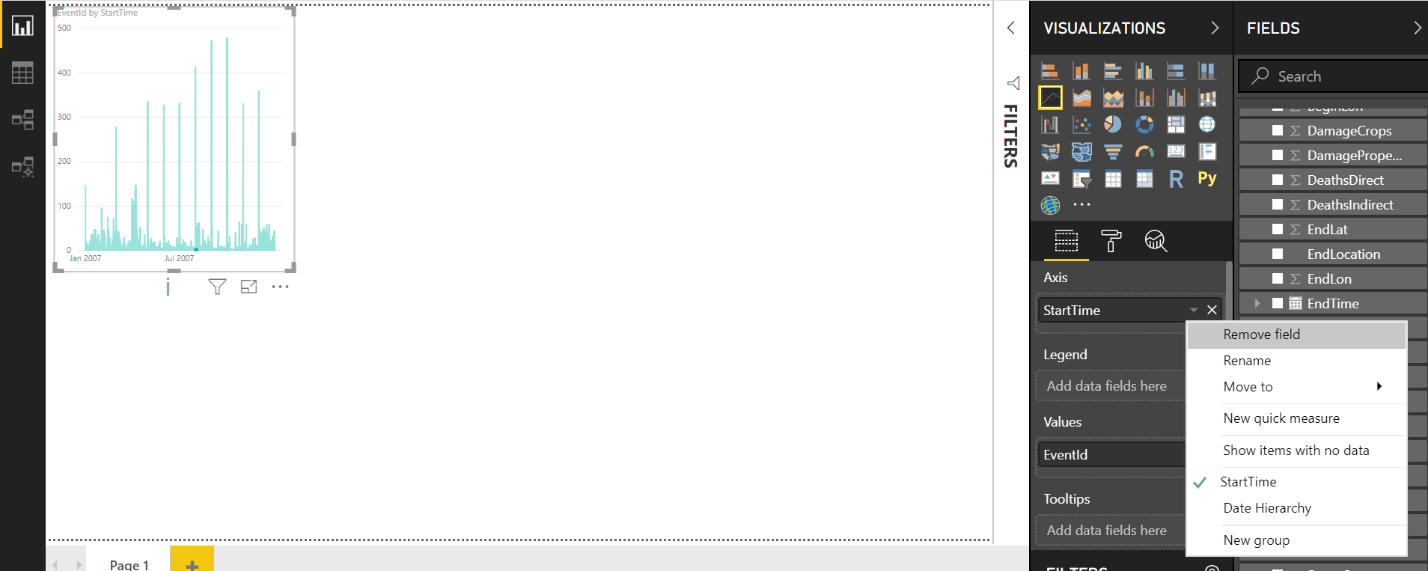 EventId by StartTime
500
400
300
200
100
0
Jan 2007
Jul 2007
Page 1
+
FILTERS
VISUALIZATIONS
R
Py
123
Axis
StartTime
Legend
Add data fields here
Values
EventId
Tooltips
Add data fields here
FILTERS
Remove field
Rename
Move to
New quick measure
Show items with no data
StartTime
Date Hierarchy
New group
FIELDS
Search
BeginLon
DamageCrops
DamagePrope...
DeathsDirect
DeathsIndirect
EndLat
EndLocation
EndLon
EndTime